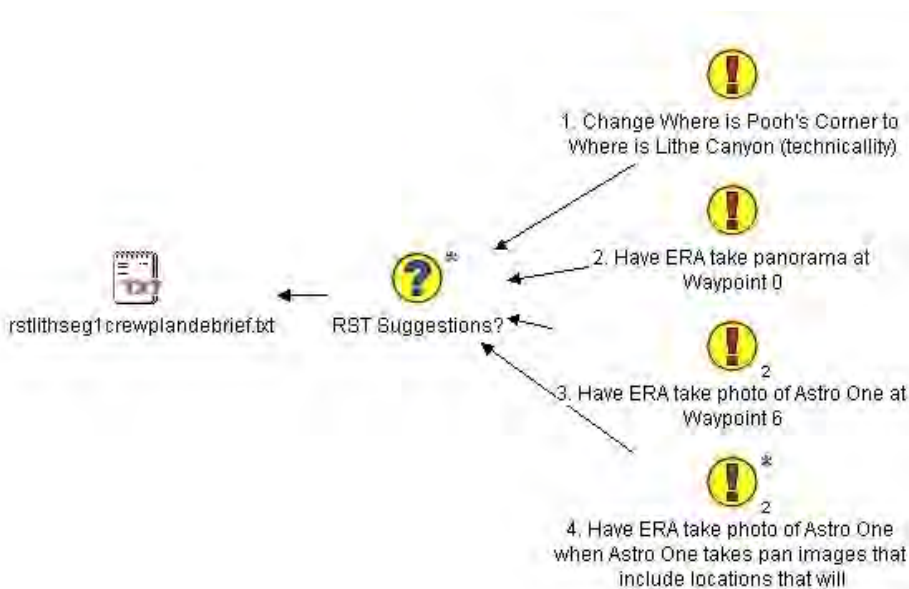 1. Change Where is Pooh's Corner to
Where is Lithe Canyon (technicallity)
2. Have ERA take panorama at
Waypoint 0
TXT
rstlithseg1crewplandebrief.txt
?
*
RST Suggestions?
2
3. Have ERA take photo of Astro One at
Waypoint 6
*
2
4. Have ERA take photo of Astro One
when Astro One takes pan images that
include locations that will